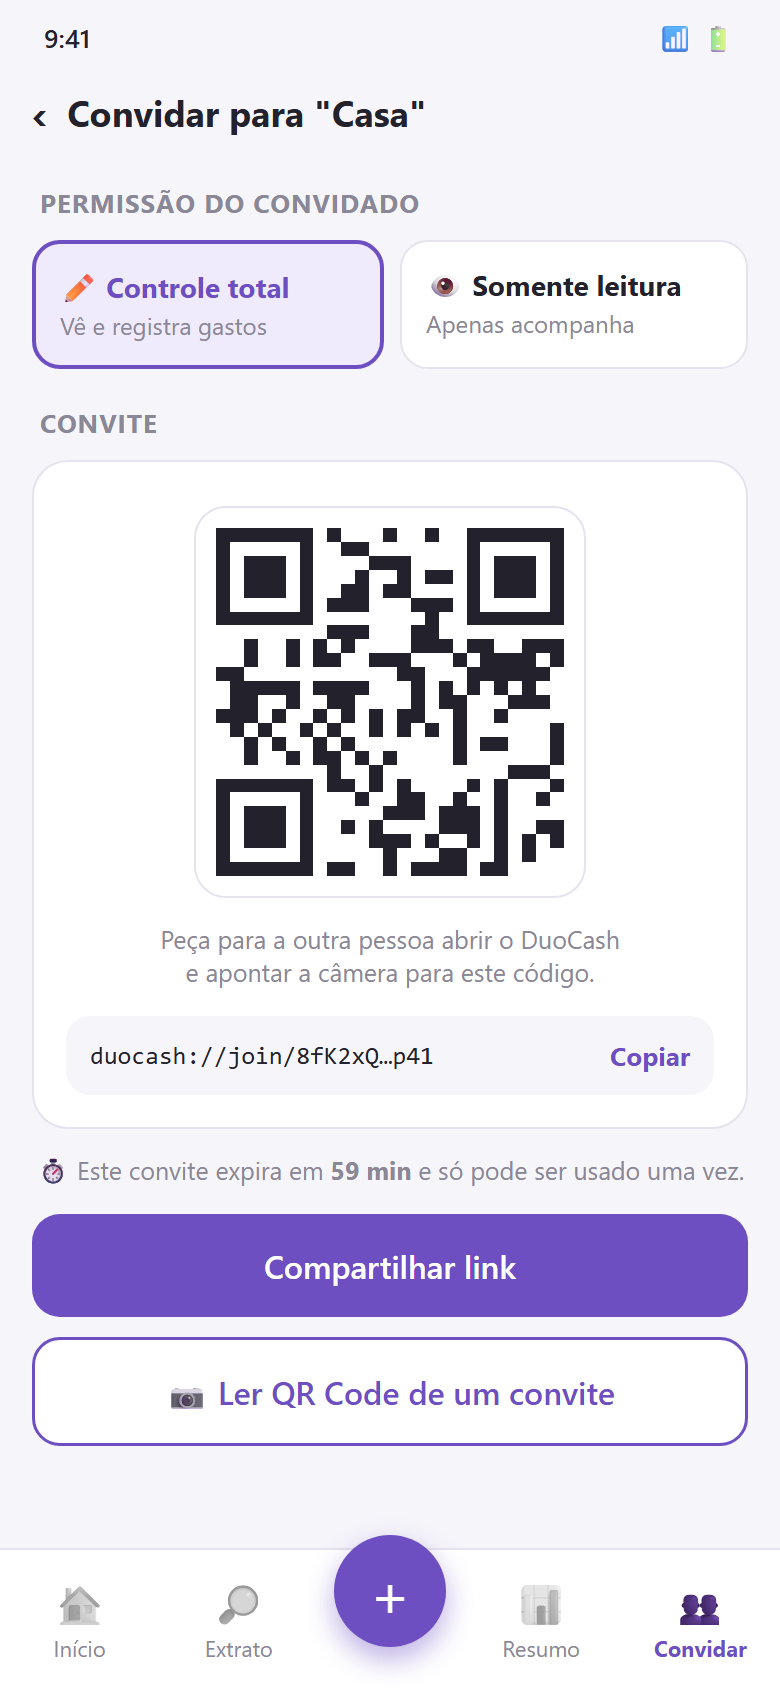 9:41
‹ Convidar para "Casa"
PERMISSÃO DO CONVIDADO
Controle total
Vê e registra gastos
Somente leitura
Apenas acompanha
CONVITE
Peça para a outra pessoa abrir o DuoCash
e apontar a câmera para este código.
duocash://join/8fK2xQ…p41
Copiar
Este convite expira em 59 min e só pode ser usado uma vez.
Compartilhar link
Ler QR Code de um convite
+
Início
Extrato
Resumo
Convidar